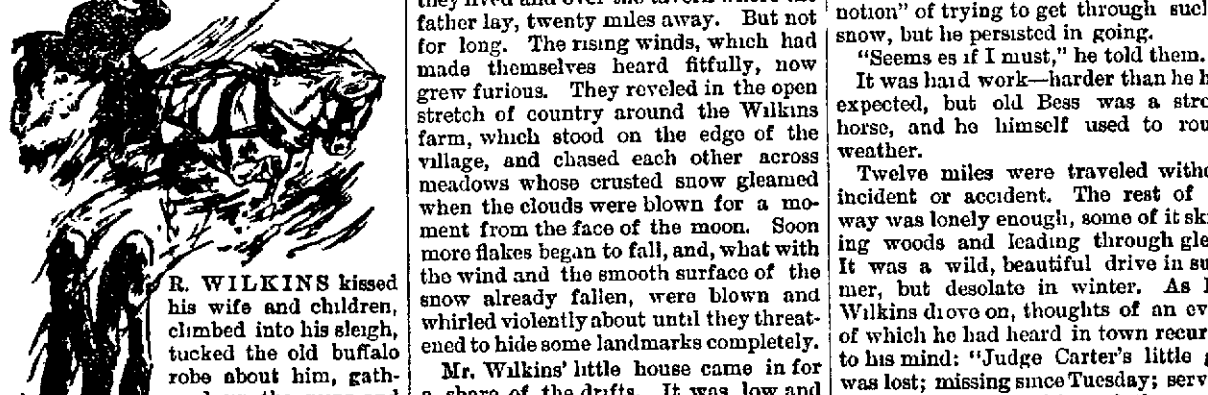 R. WILKINS kissed
his wife and children,
climbed into his sleigh,
tucked the old buffalo
robe about him, gath-
father lay, twenty miles away. But not
for long. The rising winds, which had
made themselves heard fitfully, now
grew furious. They reveled in the open
stretch of country around the Wilkins
farm, which stood on the edge of the
village, and chased each other across
meadows whose crusted snow gleamed
when the clouds were blown for a mo-
ment from the face of the moon. Soon
more flakes began to fall, and, what with
the wind and the smooth surface of the
snow already fallen, were blown and
whirled violently about until they threat-
ened to hide some landmarks completely.
Mr. Wilkins' little house came in for
a share of the drifts. It was low and
notion" of trying to get through
snow, but he persisted in going.
"Seems es if I must," he told them.
It was hard work—harder than he
expected, but old Bess was a
horse, and he himself used to
weather.
Twelve miles were traveled
incident or accident. The rest of
way was lonely enough, some of it
ing woods and leading through
It was a wild, beautiful drive in
mer, but desolate in winter. As
Wilkins drove on, thoughts of an
of which he had heard in town
to his mind: "Judge Carter's little
was lost; missing since Tuesday;